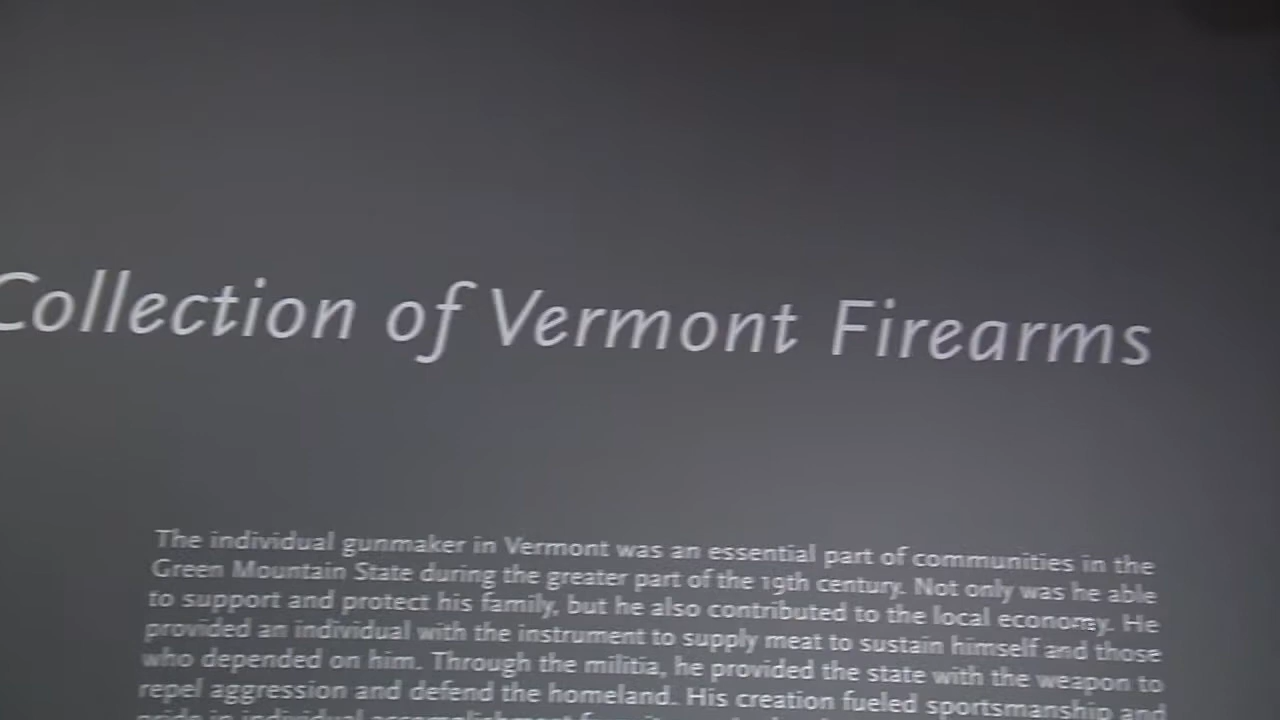 Collection of Vermont Firearms
The individual gunmaker in Vermont was an essential part of communities in the
Green Mountain State during the greater part of the 19th century. Not only was he able
to support and protect his family, but he also contributed to the local economy. He
provided an individual with the instrument to supply meat to sustain himself and those
who depended on him. Through the militia, he provided the state with the weapon to
repel aggression and defend the homeland. His creation fueled sportsmanship and
pride in individual accomplishment